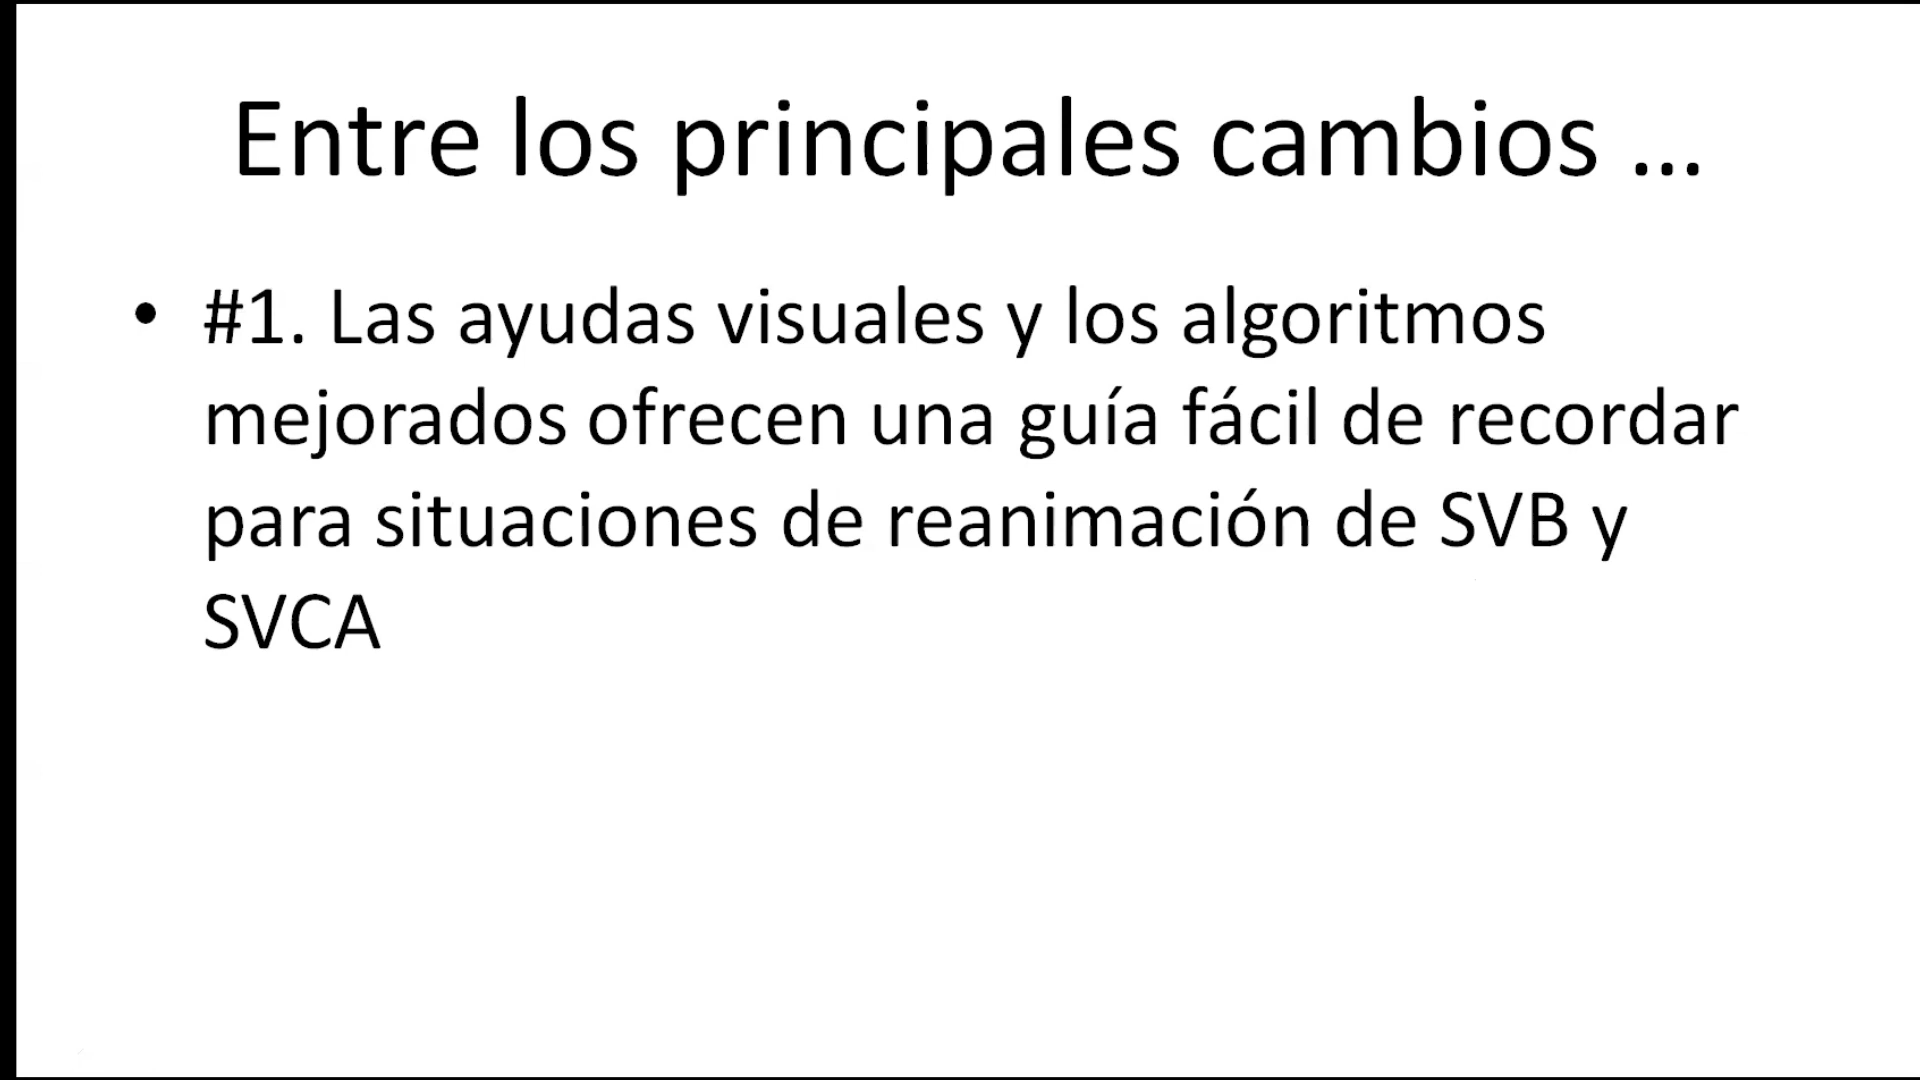 Entre los principales cambios ...
• #1. Las ayudas visuales y los algoritmos
mejorados ofrecen una guía fácil de recordar
para situaciones de reanimación de SVB y
SVCA